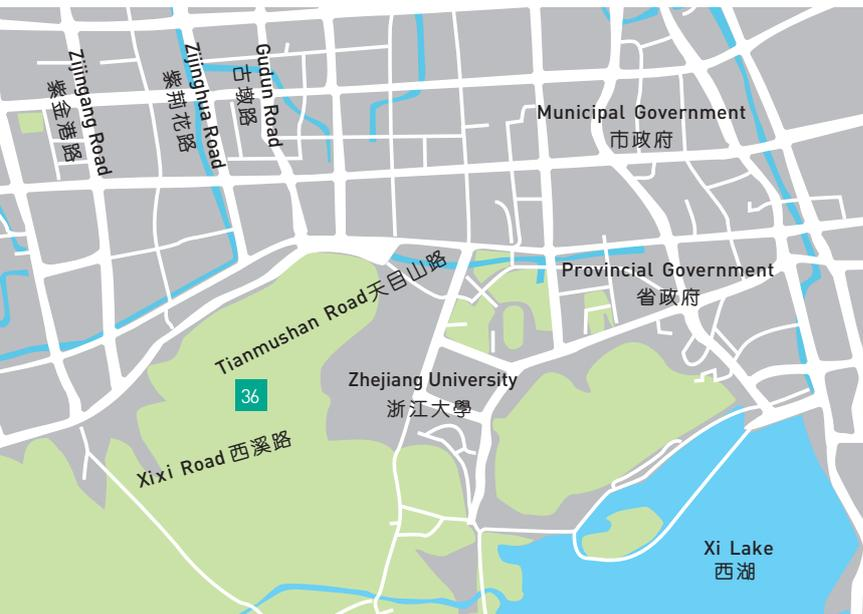 Zijingang Road
紫金港路
Zijinghua Road
紫荆花路
Gudun Road
古墩路
Municipal Government
市政府
Provincial Government
省政府
Tianmushan Road天目山路
36
Zhejiang University
浙江大學
Xixi Road 西溪路
Xi Lake
西湖